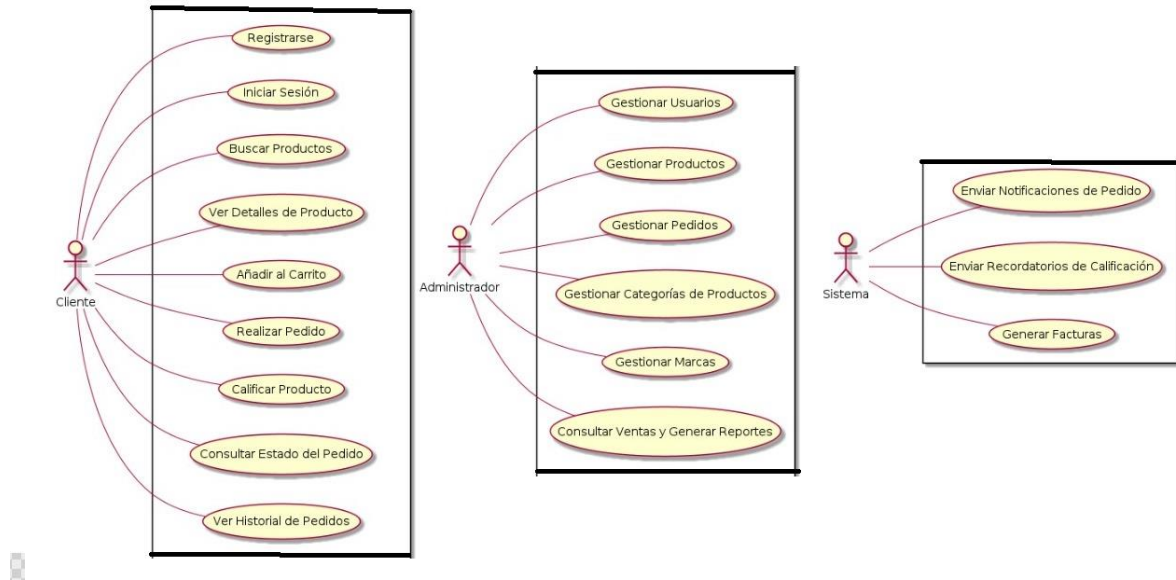 Registrarse
Iniciar Sesión
Buscar Productos
Ver Detalles de Producto
Añadir al Carrito
Cliente
Realizar Pedido
Calificar Producto
Consultar Estado del Pedido
Ver Historial de Pedidos
Gestionar Usuarios
Gestionar Productos
Gestionar Pedidos
Administrador
Gestionar Categorías de Productos
Gestionar Marcas
Consultar Ventas y Generar Reportes
Enviar Notificaciones de Pedido
Enviar Recordatorios de Calificación
Sistema
Generar Facturas